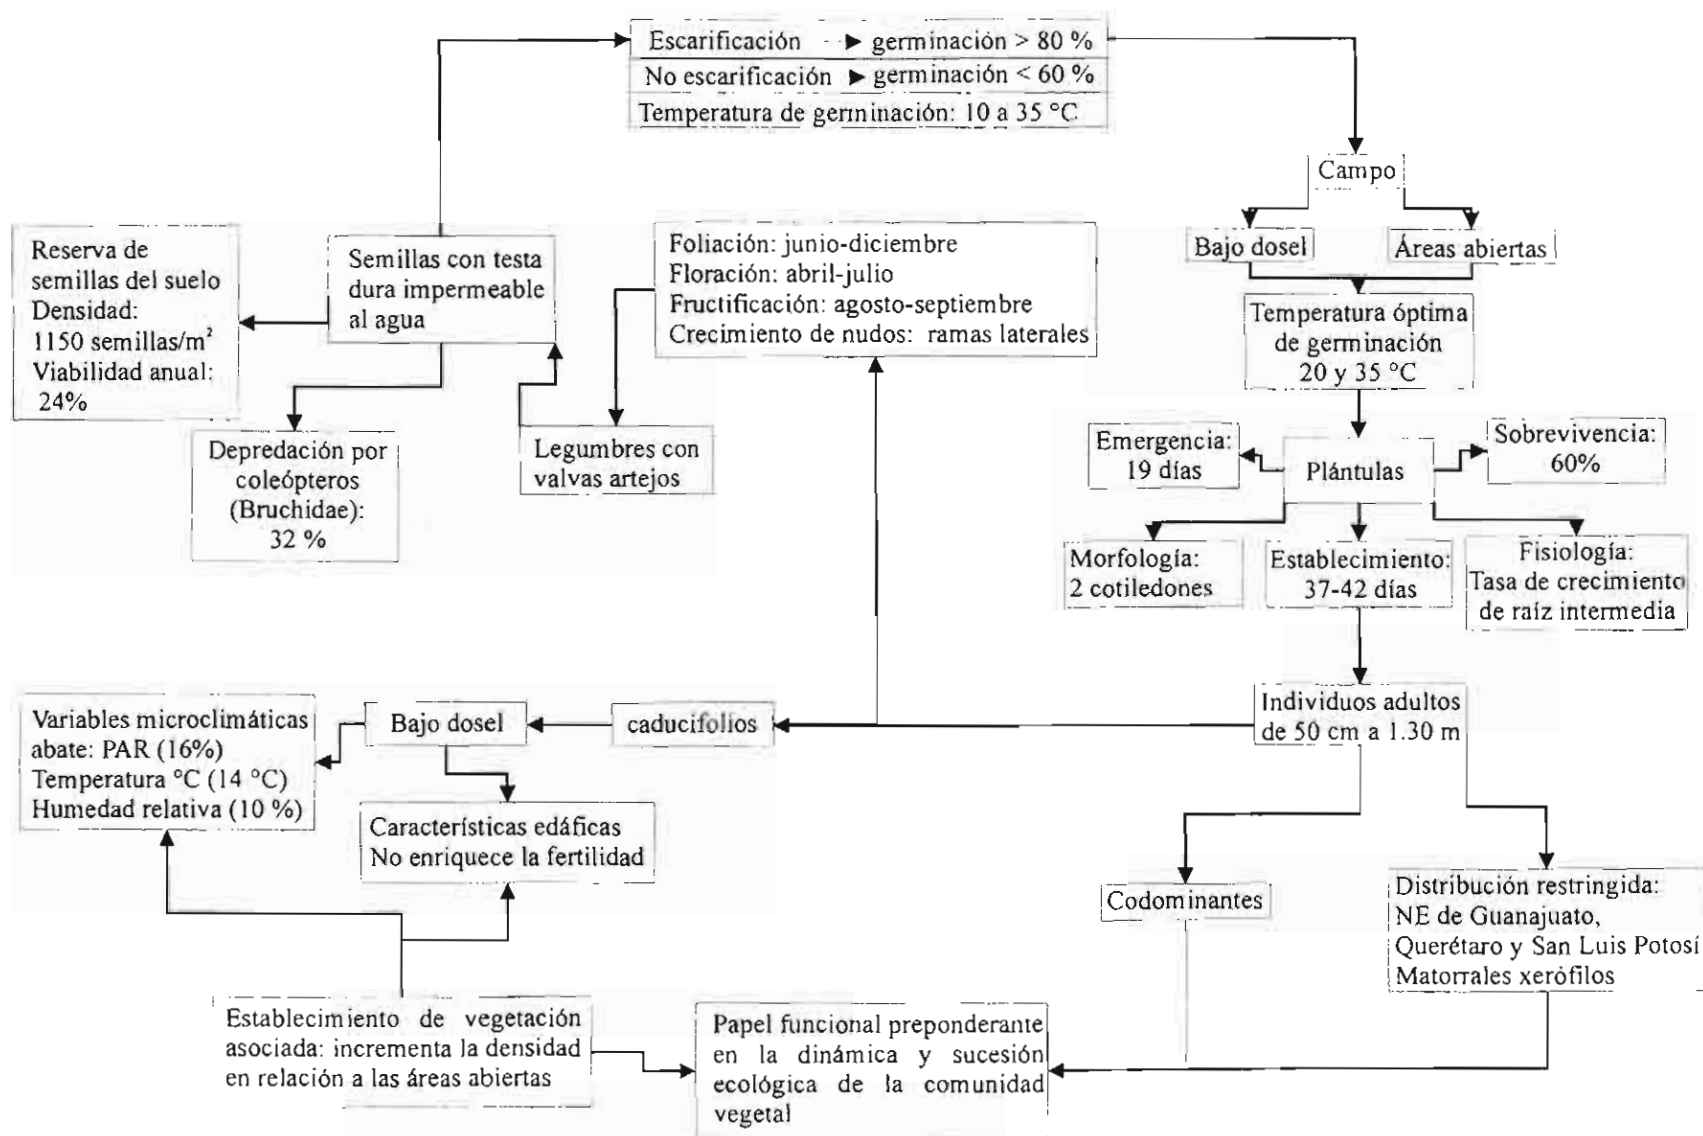 Escarificación ► germinación > 80 %
No escarificación ► germinación < 60 %
Temperatura de germinación: 10 a 35 °C
Campo
Bajo dosel
Áreas abiertas
Temperatura óptima
de germinación
20 y 35 °C
Reserva de
semillas del suelo
Densidad:
1150 semillas/m²
Viabilidad anual:
24%
Semillas con testa
dura impermeable
al agua
Foliación: junio-diciembre
Floración: abril-julio
Fructificación: agosto-septiembre
Crecimiento de nudos: ramas laterales
Depredación por
coleópteros
(Bruchidae):
32 %
Legumbres con
valvas artejos
Emergencia:
19 días
Plántulas
Sobrevivencia:
60%
Morfología:
2 cotiledones
Establecimiento:
37-42 días
Fisiología:
Tasa de crecimiento
de raíz intermedia
Variables microclimáticas
abate: PAR (16%)
Temperatura °C (14 °C)
Humedad relativa (10 %)
Bajo dosel
caducifolios
Individuos adultos
de 50 cm a 1.30 m
Características edáficas
No enriquece la fertilidad
Codominantes
Distribución restringida:
NE de Guanajuato,
Querétaro y San Luis Potosí
Matorrales xerófilos
Establecimiento de vegetación
asociada: incrementa la densidad
en relación a las áreas abiertas
Papel funcional preponderante
en la dinámica y sucesión
ecológica de la comunidad
vegetal